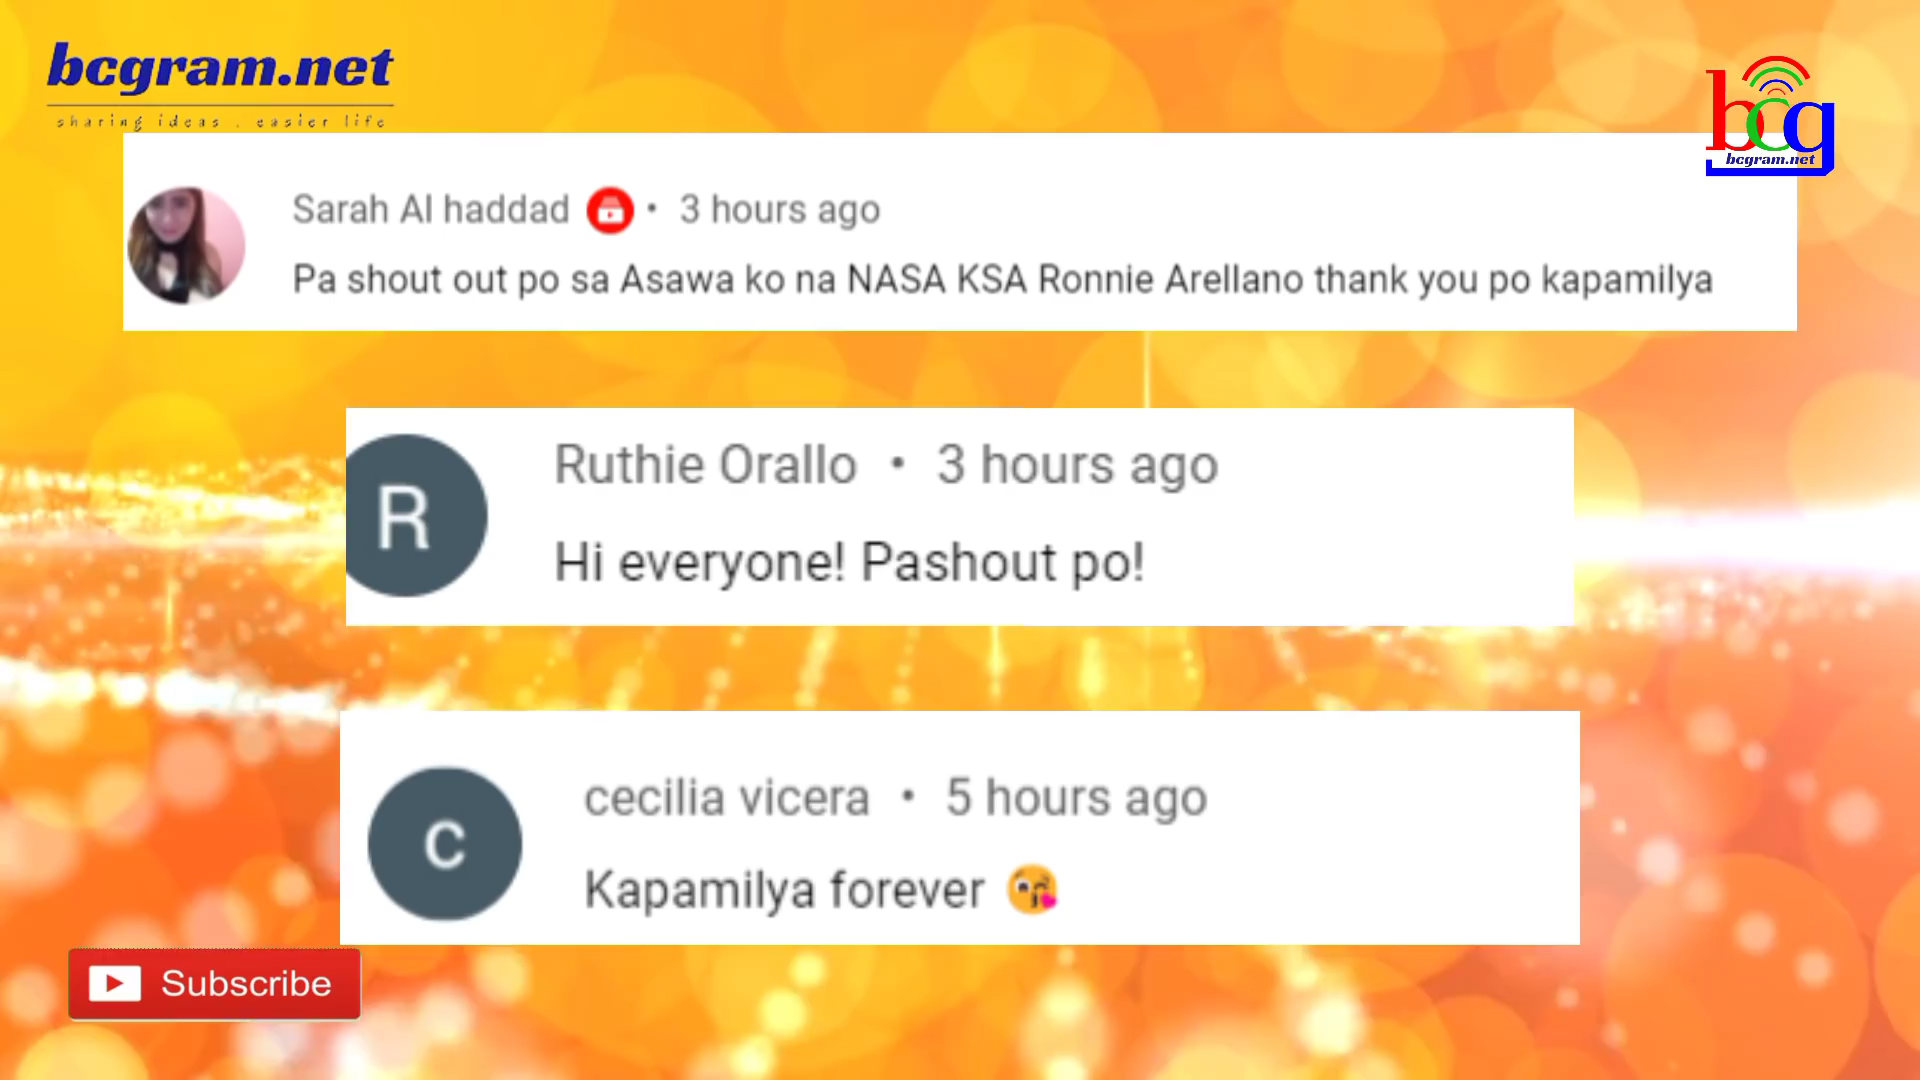 bcgram.net
sharing ideas . easier life
bcg
bcgram.net
Sarah Al haddad • 3 hours ago
Pa shout out po sa Asawa ko na NASA KSA Ronnie Arellano thank you po kapamilya
R
Ruthie Orallo • 3 hours ago
Hi everyone! Pashout po!
c
cecilia vicera • 5 hours ago
Kapamilya forever 😘
Subscribe